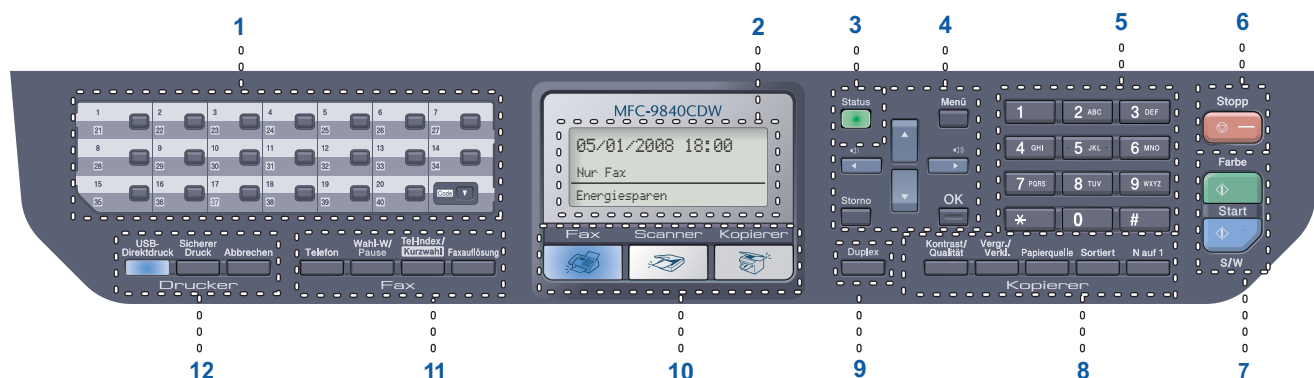 1 2 3 4 5 6
1 2 3 4 5 6 7
21 22 23 24 25 26 27
8 9 10 11 12 13 14
28 29 30 31 32 33 34
15 16 17 18 19 20 Code
35 36 37 38 39 40
MFC-9840CDW
05/01/2008 18:00
Nur Fax
Energiesparen
Fax Scanner Kopierer
Status Menü
Storno OK
Duplex
1 2 ABC 3 DEF
4 GHI 5 JKL 6 MNO
7 PQRS 8 TUV 9 WXYZ
* 0 #
Stopp
Farbe
Start
S/W
USB-Direktdruck
Sicherer Druck
Abbrechen
Drucker
Telefon
Wahl-W/
Pause
Tel-Index/
Kurzwahl
Faxauflösung
Fax
Kontrast/
Qualität
Vergr./
Verkl.
Papierquelle
Sortiert
N auf 1
Kopierer
12 11 10 9 8 7